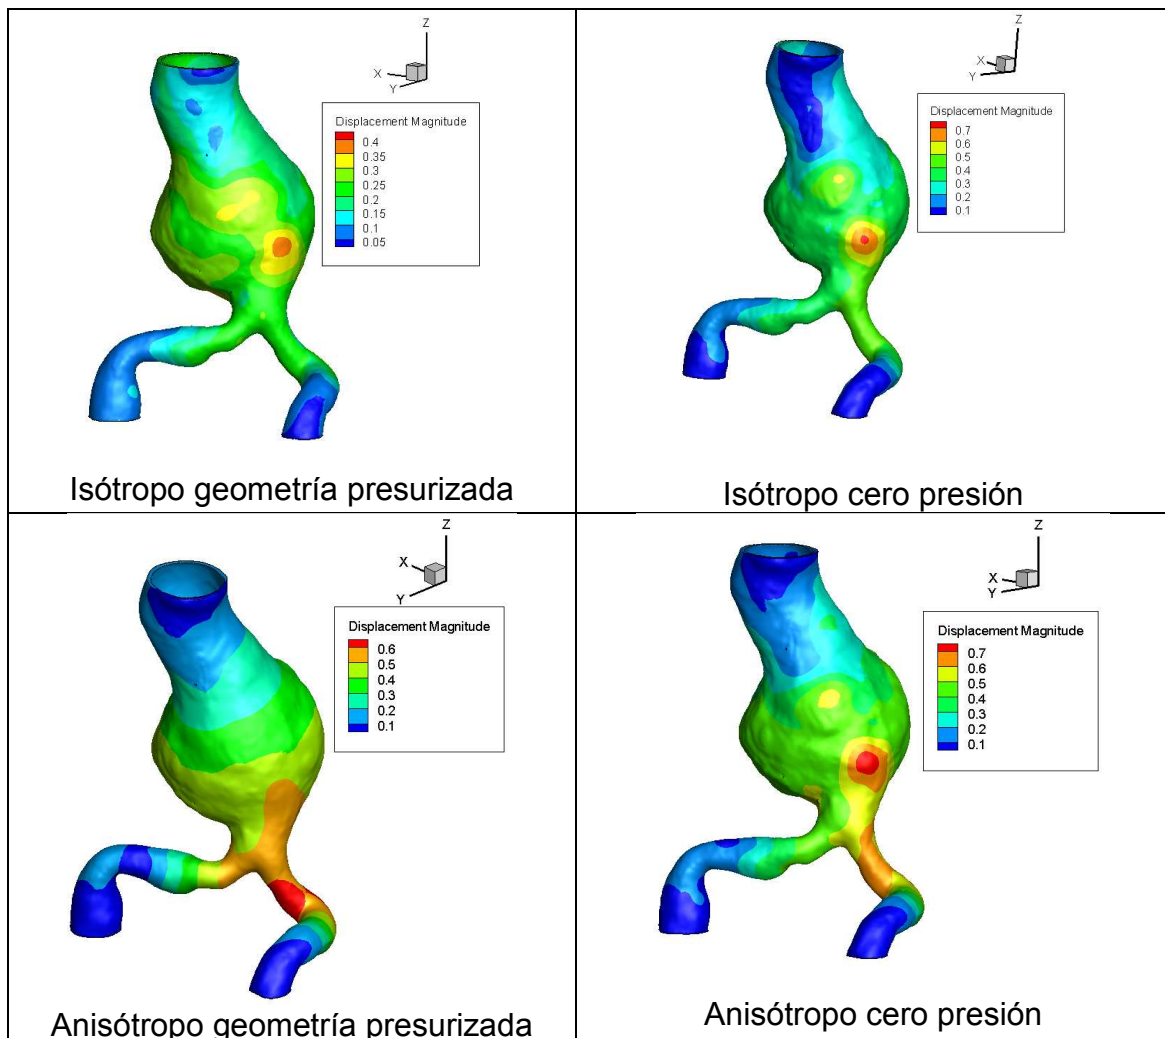 Z
X
Y
Displacement Magnitude
0.4
0.35
0.3
0.25
0.2
0.15
0.1
0.05
Isótropo geometría presurizada
Z
X
Y
Displacement Magnitude
0.7
0.6
0.5
0.4
0.3
0.2
0.1
Isótropo cero presión
Z
X
Y
Displacement Magnitude
0.6
0.5
0.4
0.3
0.2
0.1
Anisótropo geometría presurizada
Z
X
Y
Displacement Magnitude
0.7
0.6
0.5
0.4
0.3
0.2
0.1
Anisótropo cero presión